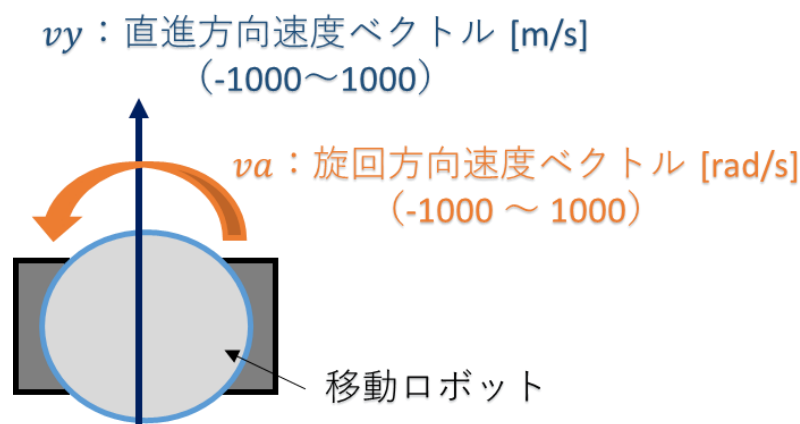 vy：直進方向速度ベクトル [m/s]
（-1000～1000）
va：旋回方向速度ベクトル [rad/s]
（-1000 ～ 1000）
移動ロボット